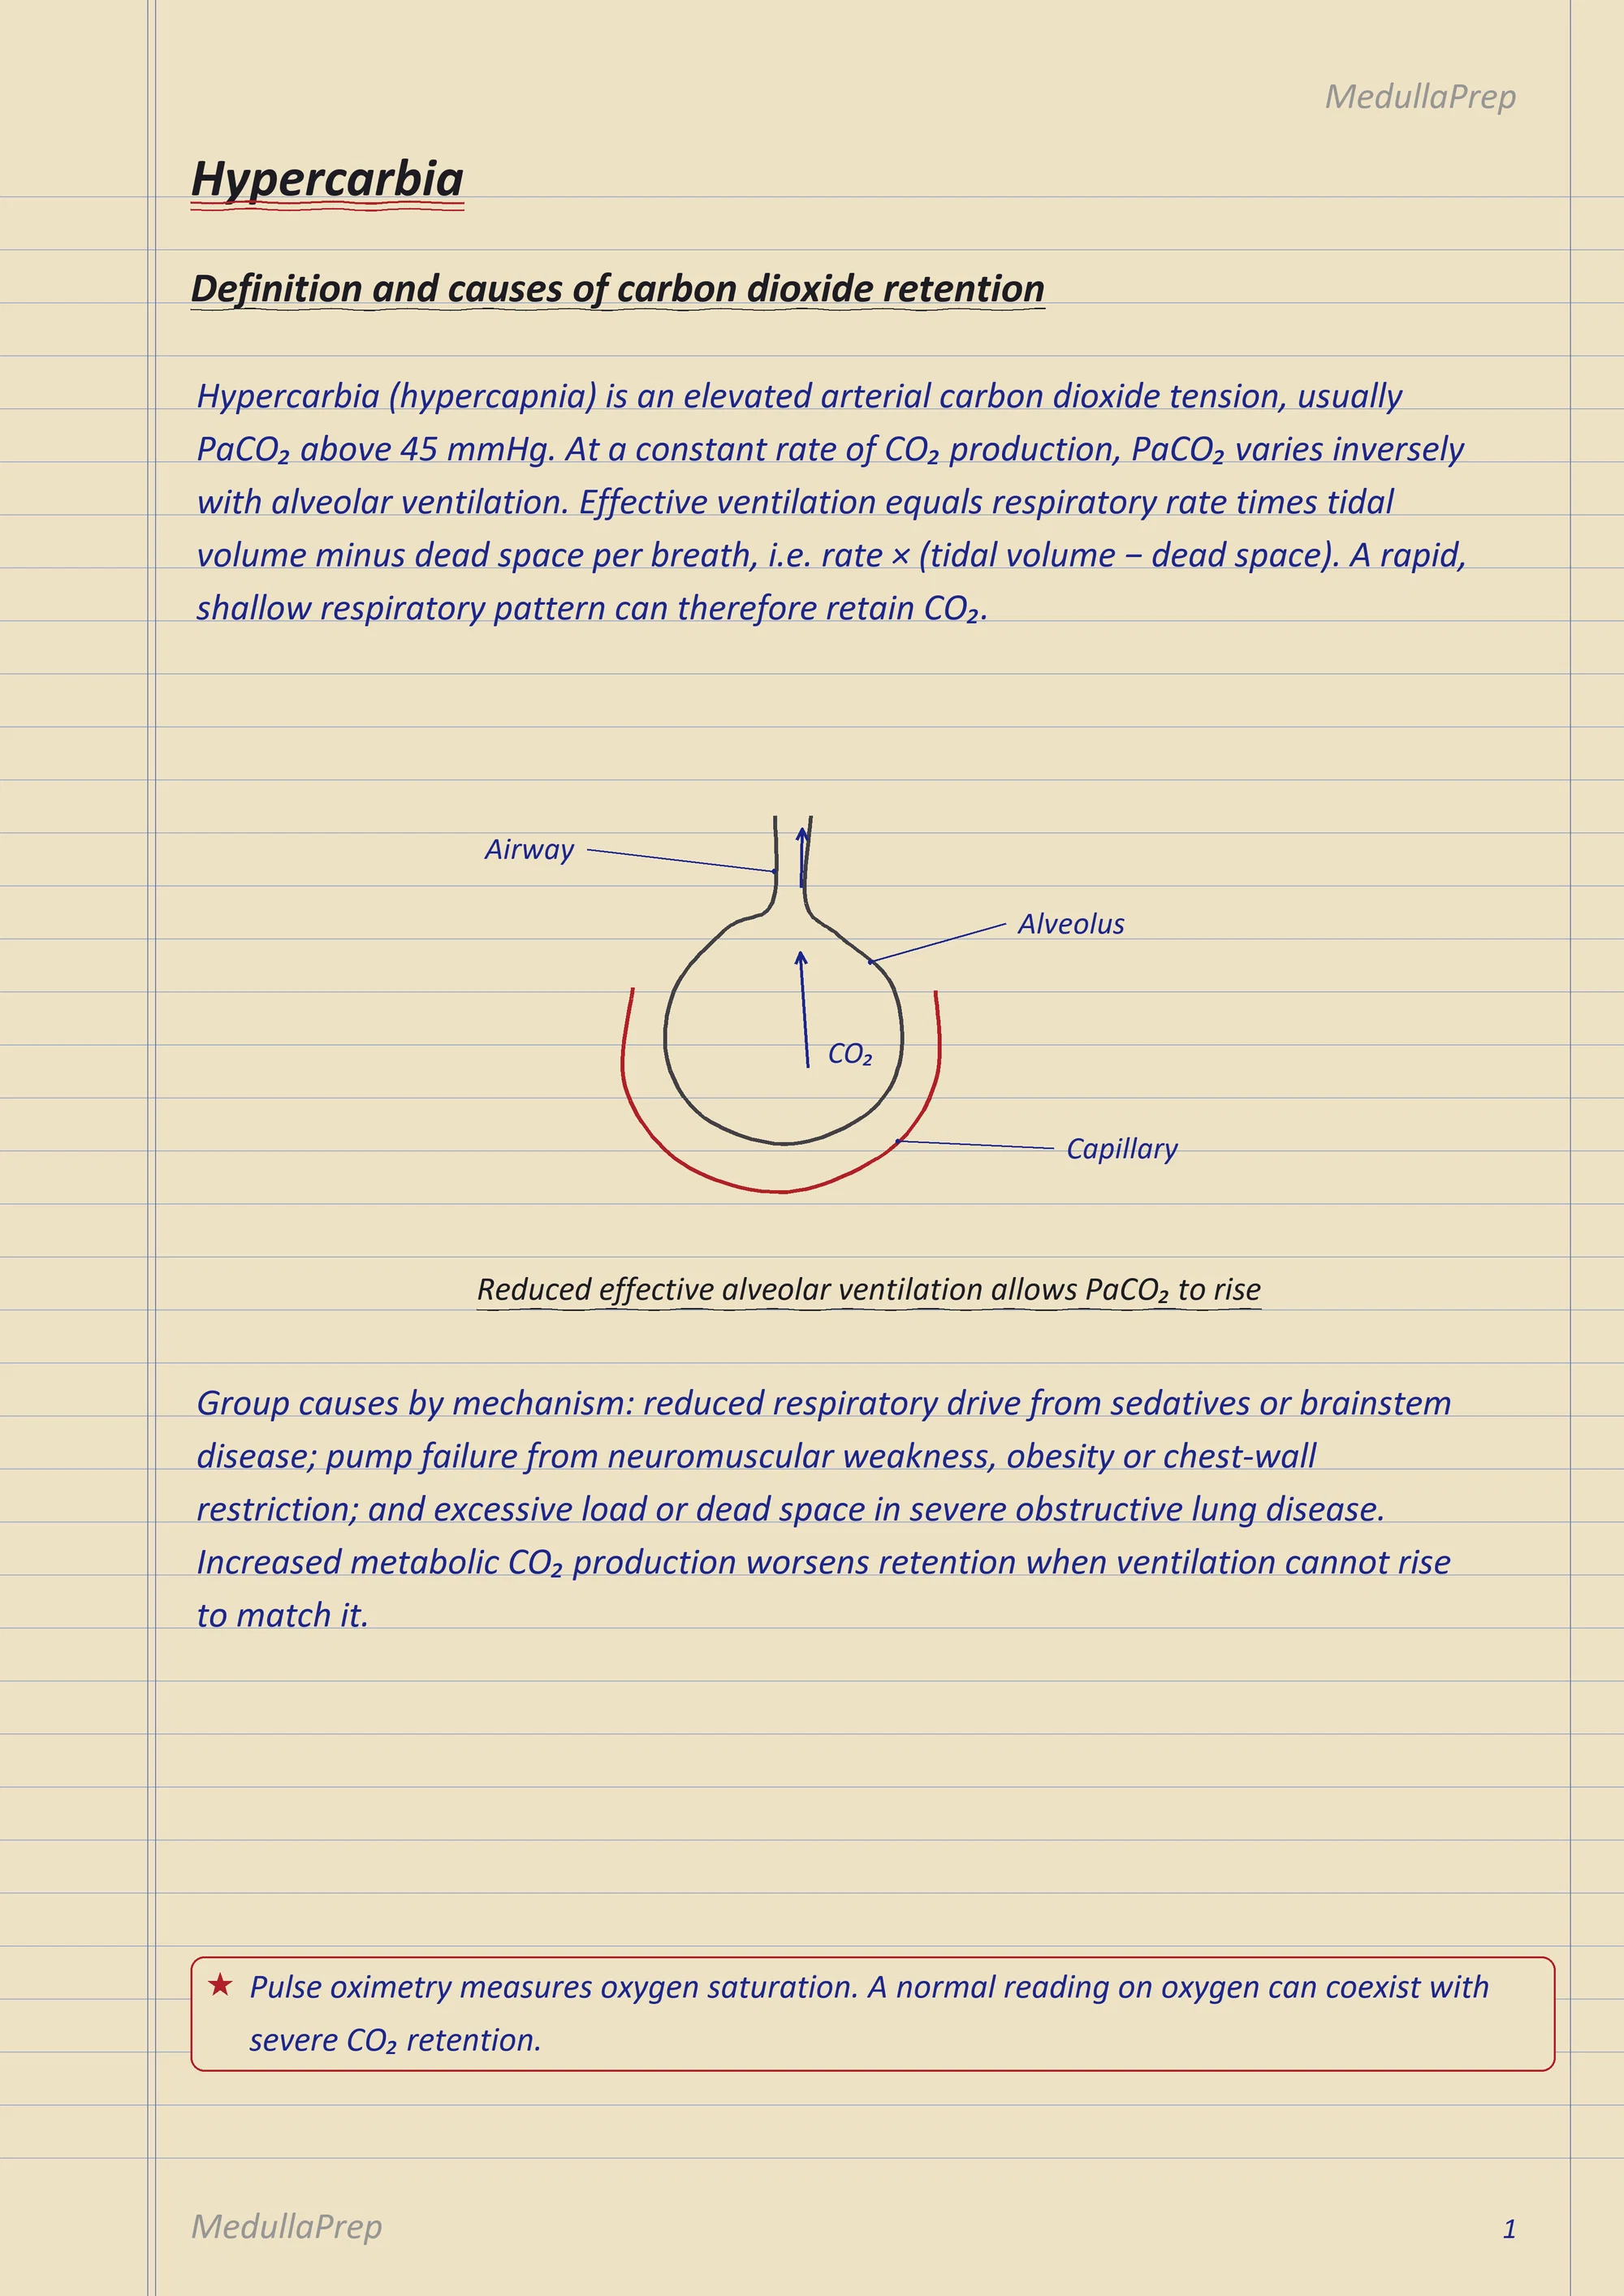 MedullaPrep
Hypercarbia
Definition and causes of carbon dioxide retention
Hypercarbia (hypercapnia) is an elevated arterial carbon dioxide tension, usually
PaCO₂ above 45 mmHg. At a constant rate of CO₂ production, PaCO₂ varies inversely
with alveolar ventilation. Effective ventilation equals respiratory rate times tidal
volume minus dead space per breath, i.e. rate × (tidal volume − dead space). A rapid,
shallow respiratory pattern can therefore retain CO₂.
Airway
Alveolus
CO₂
Capillary
Reduced effective alveolar ventilation allows PaCO₂ to rise
Group causes by mechanism: reduced respiratory drive from sedatives or brainstem
disease; pump failure from neuromuscular weakness, obesity or chest-wall
restriction; and excessive load or dead space in severe obstructive lung disease.
Increased metabolic CO₂ production worsens retention when ventilation cannot rise
to match it.
★ Pulse oximetry measures oxygen saturation. A normal reading on oxygen can coexist with
severe CO₂ retention.
MedullaPrep
1